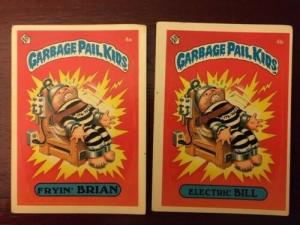 4a
GARBAGE PAIL KIDS
FRYIN' BRIAN
4b
GARBAGE PAIL KIDS
ELECTRIC BILL